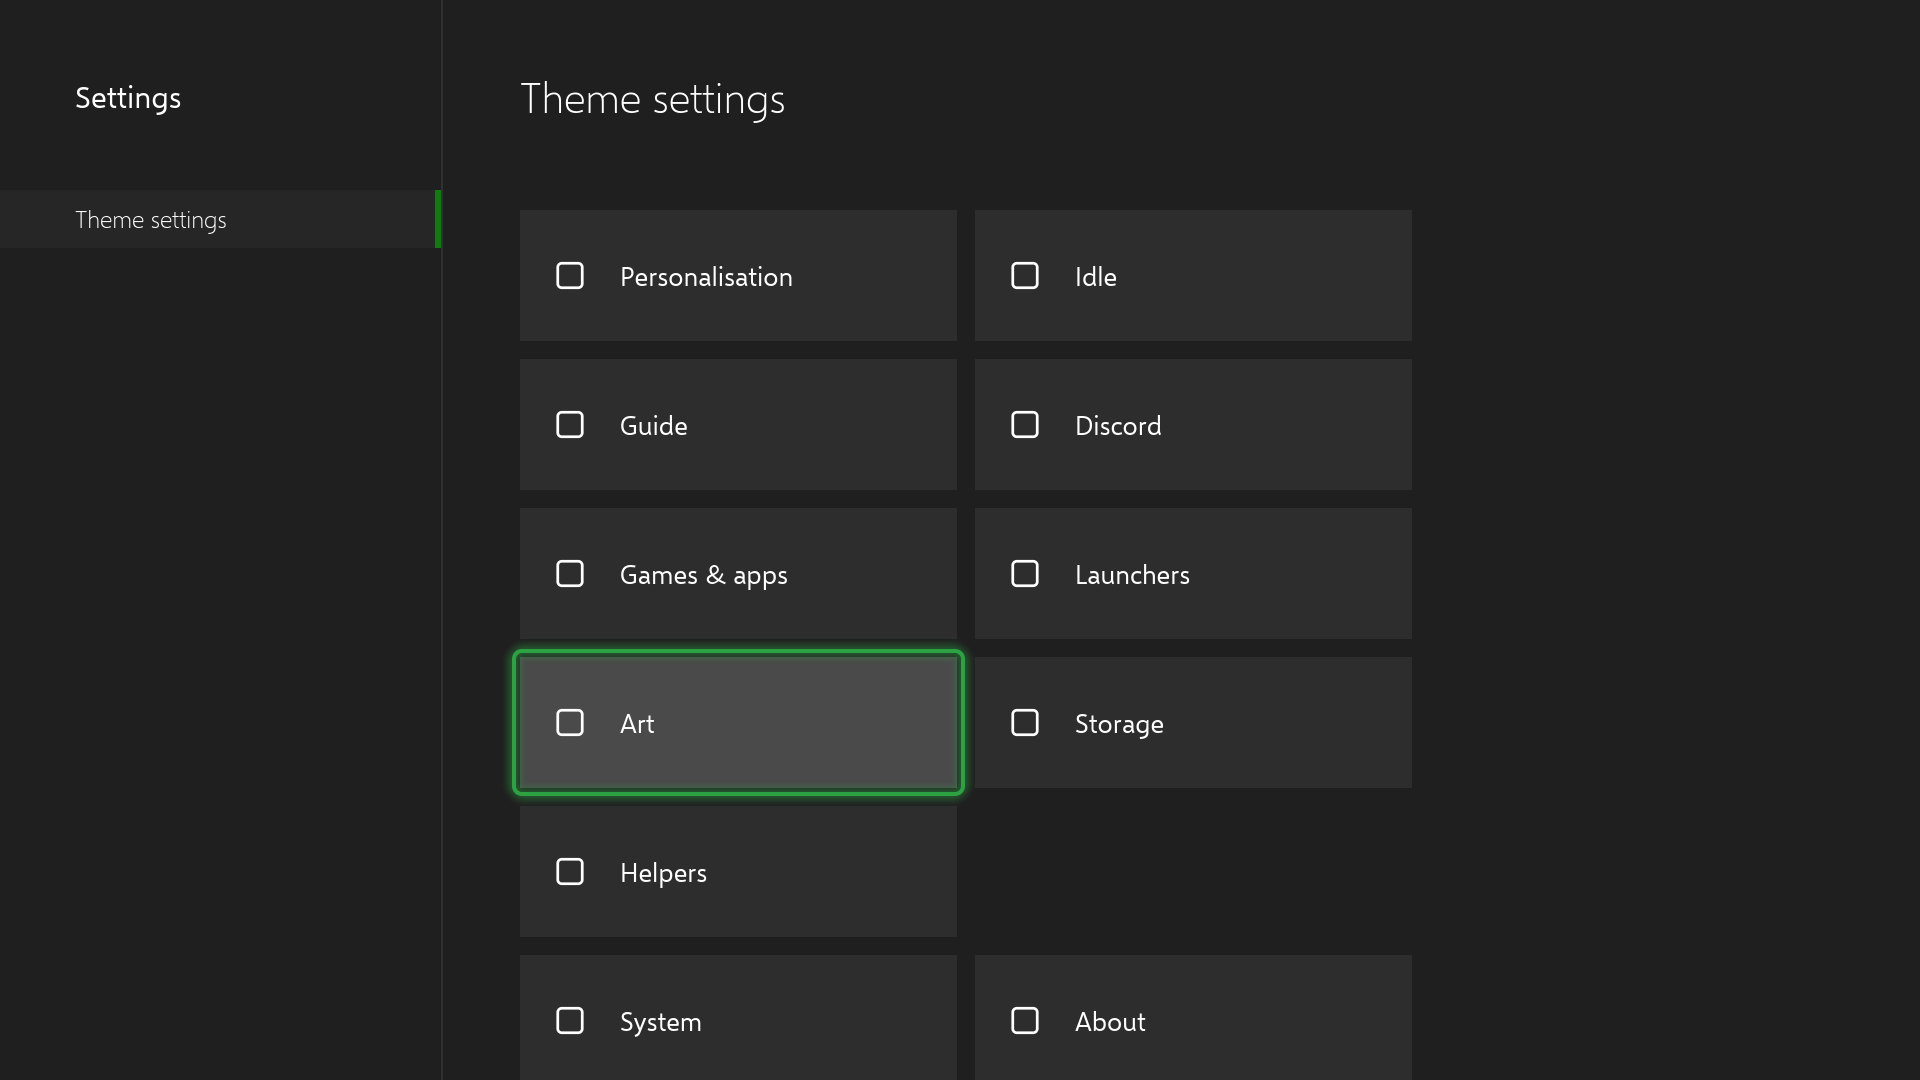 Settings
Theme settings
Theme settings
Personalisation
Idle
Guide
Discord
Games & apps
Launchers
Art
Storage
Helpers
System
About